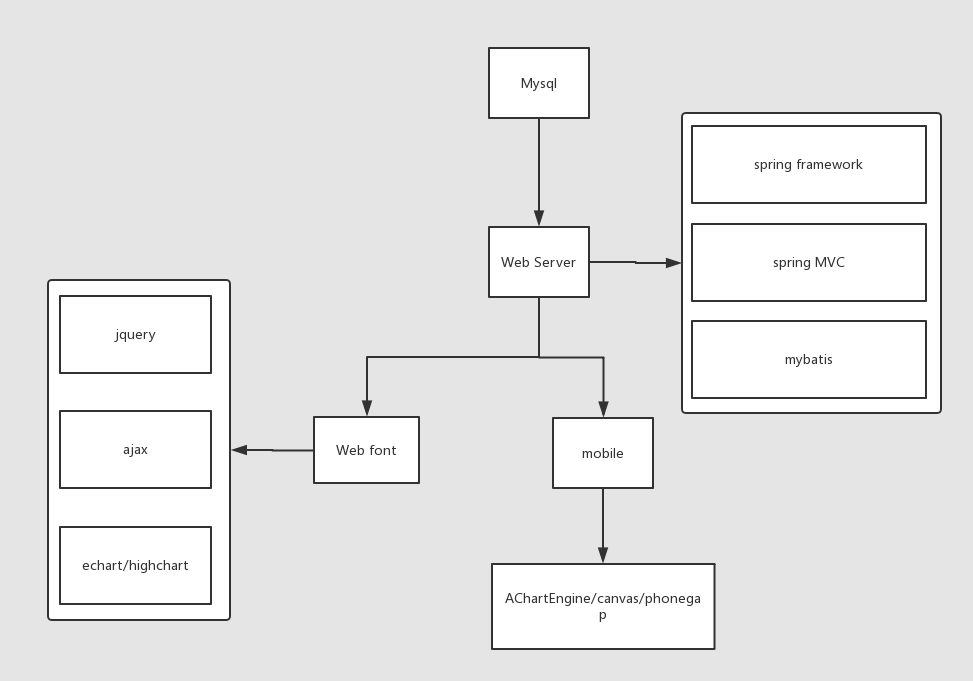 Mysql
spring framework
Web Server
spring MVC
jquery
mybatis
ajax
Web font
mobile
echart/highchart
AChartEngine/canvas/phonega
p